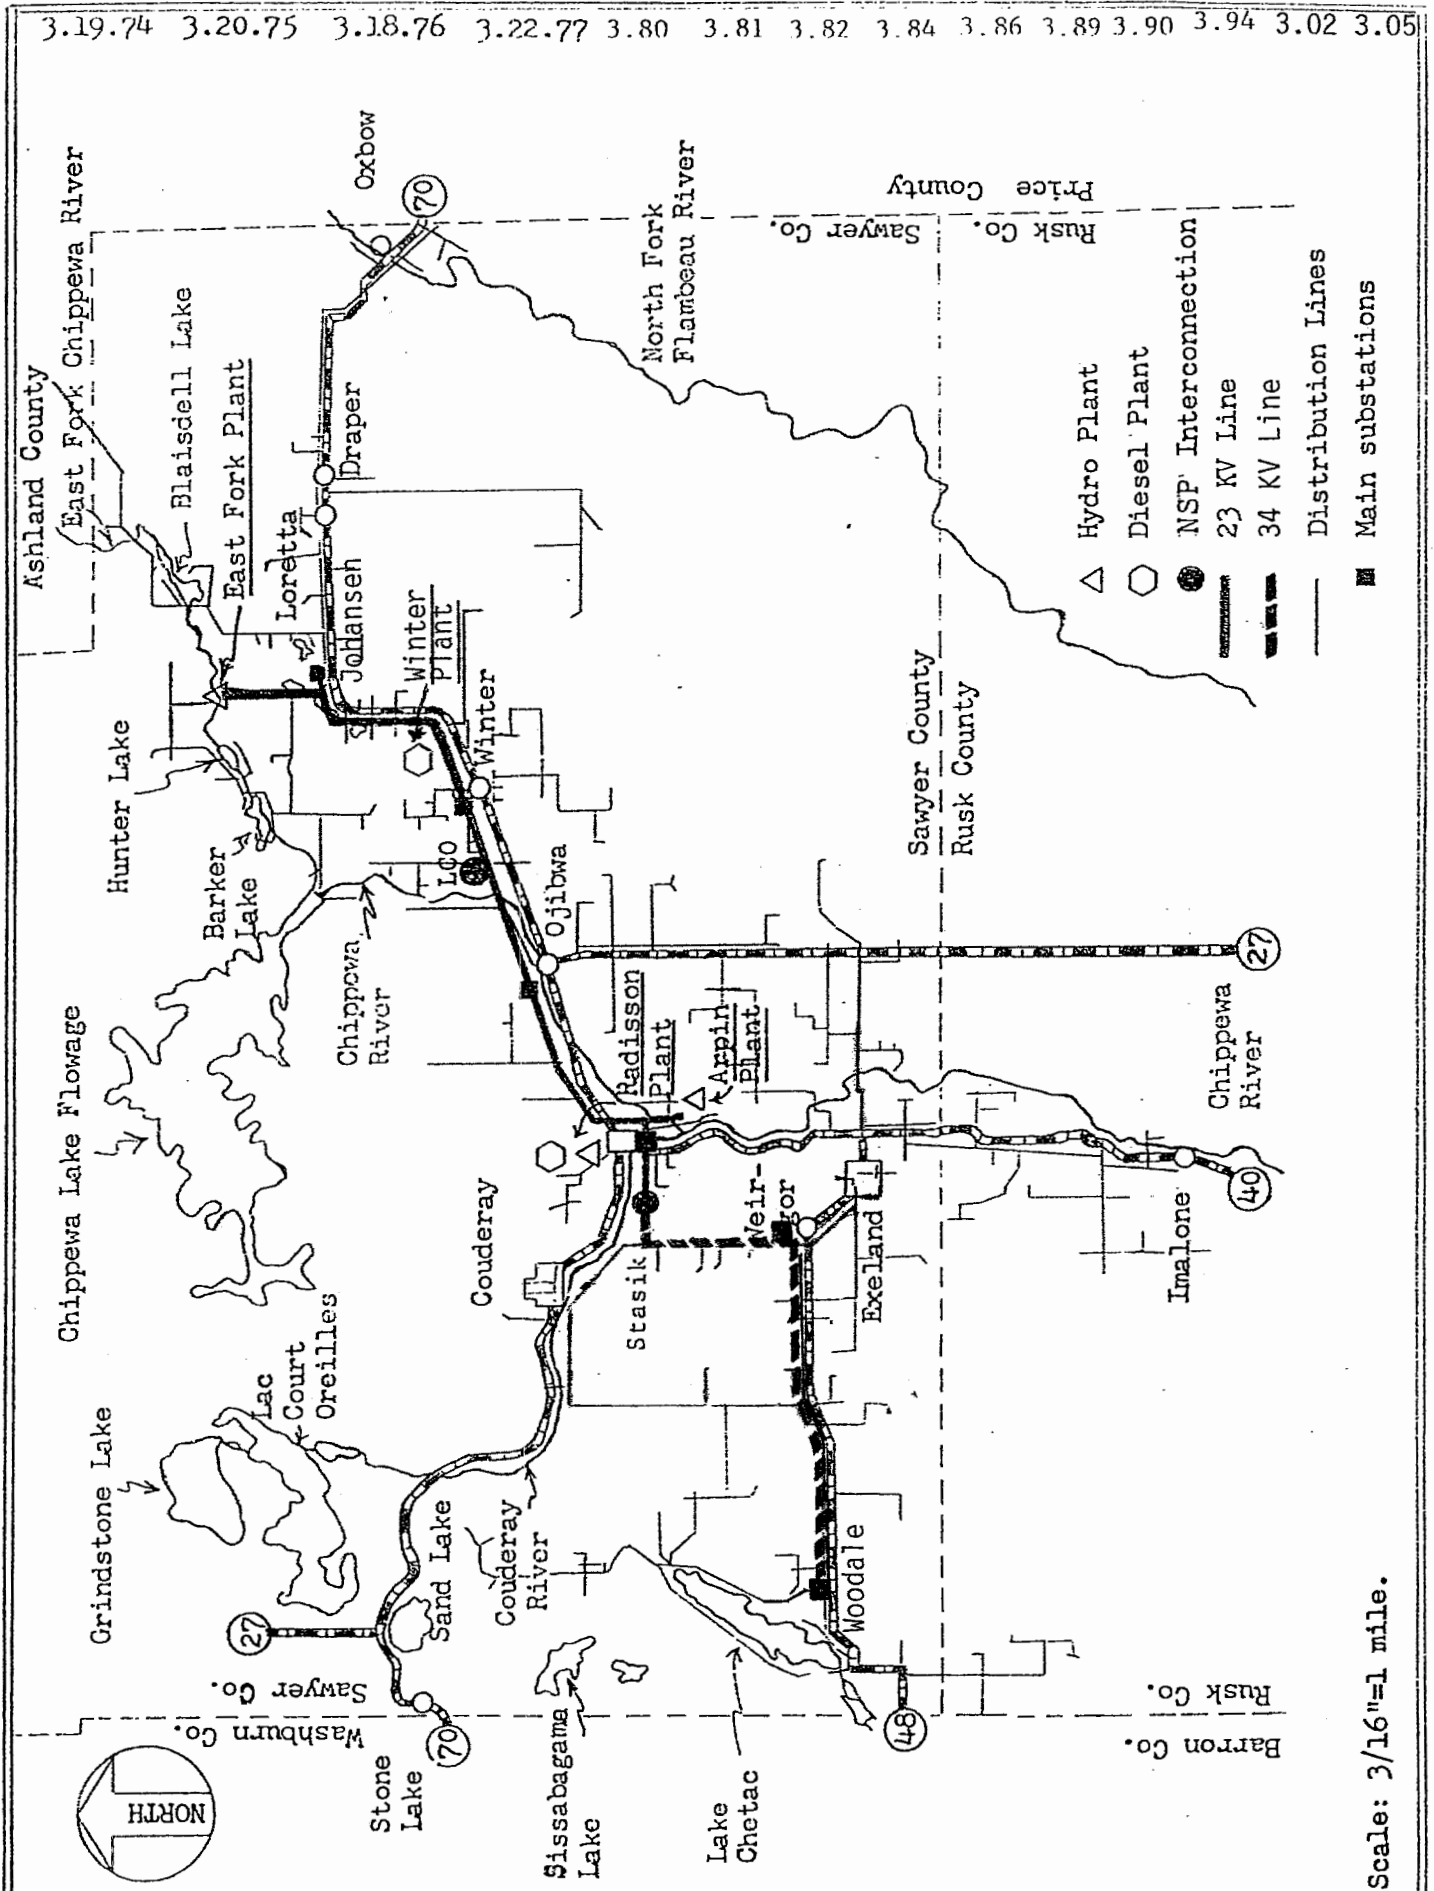 3.19.74 3.20.75 3.18.76 3.22.77 3.80 3.81 3.82 3.84 3.86 3.89 3.90 3.94 3.02 3.05
NORTH
Ashland County
East Fork Chippewa River
Blaisdell Lake
East Fork Plant
Hunter Lake
Barker
Lake
Chippewa Lake Flowage
Grindstone Lake
Lac
Court
Oreilles
27
Washburn Co.
Sawyer Co.
Stone
Lake
70
Sand Lake
Couderay
River
Couderay
Chippewa
River
LCO
Winter
Plant
Winter
Johansen
Loretta
Draper
Oxbow
70
North Fork
Flambeau River
Ojibwa
Radisson
Plant
Arpin
Plant
Stasik
Weir-
gor
Exeland
Woodale
Sissabagama
Lake
Lake
Chetac
48
Barron Co.
Rusk Co.
Imalone
40
Chippewa
River
27
Sawyer County
Rusk County
Sawyer Co.
Rusk Co.
Price County
Hydro Plant
Diesel Plant
NSP Interconnection
23 KV Line
34 KV Line
Distribution Lines
Main substations
Scale: 3/16"=1 mile.